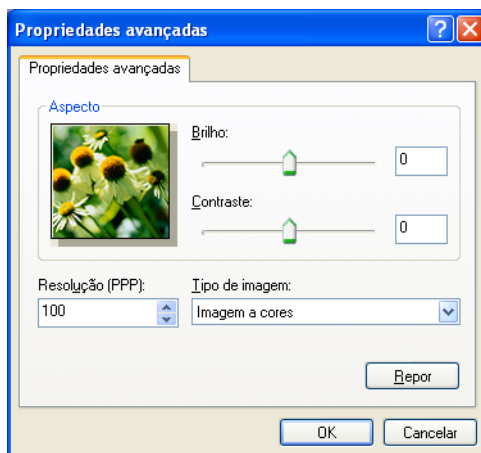 Propriedades avançadas
Propriedades avançadas
Aspecto
Brilho:
0
Contraste:
0
Resolução (PPP):
Tipo de imagem:
100
Imagem a cores
Repor
OK
Cancelar